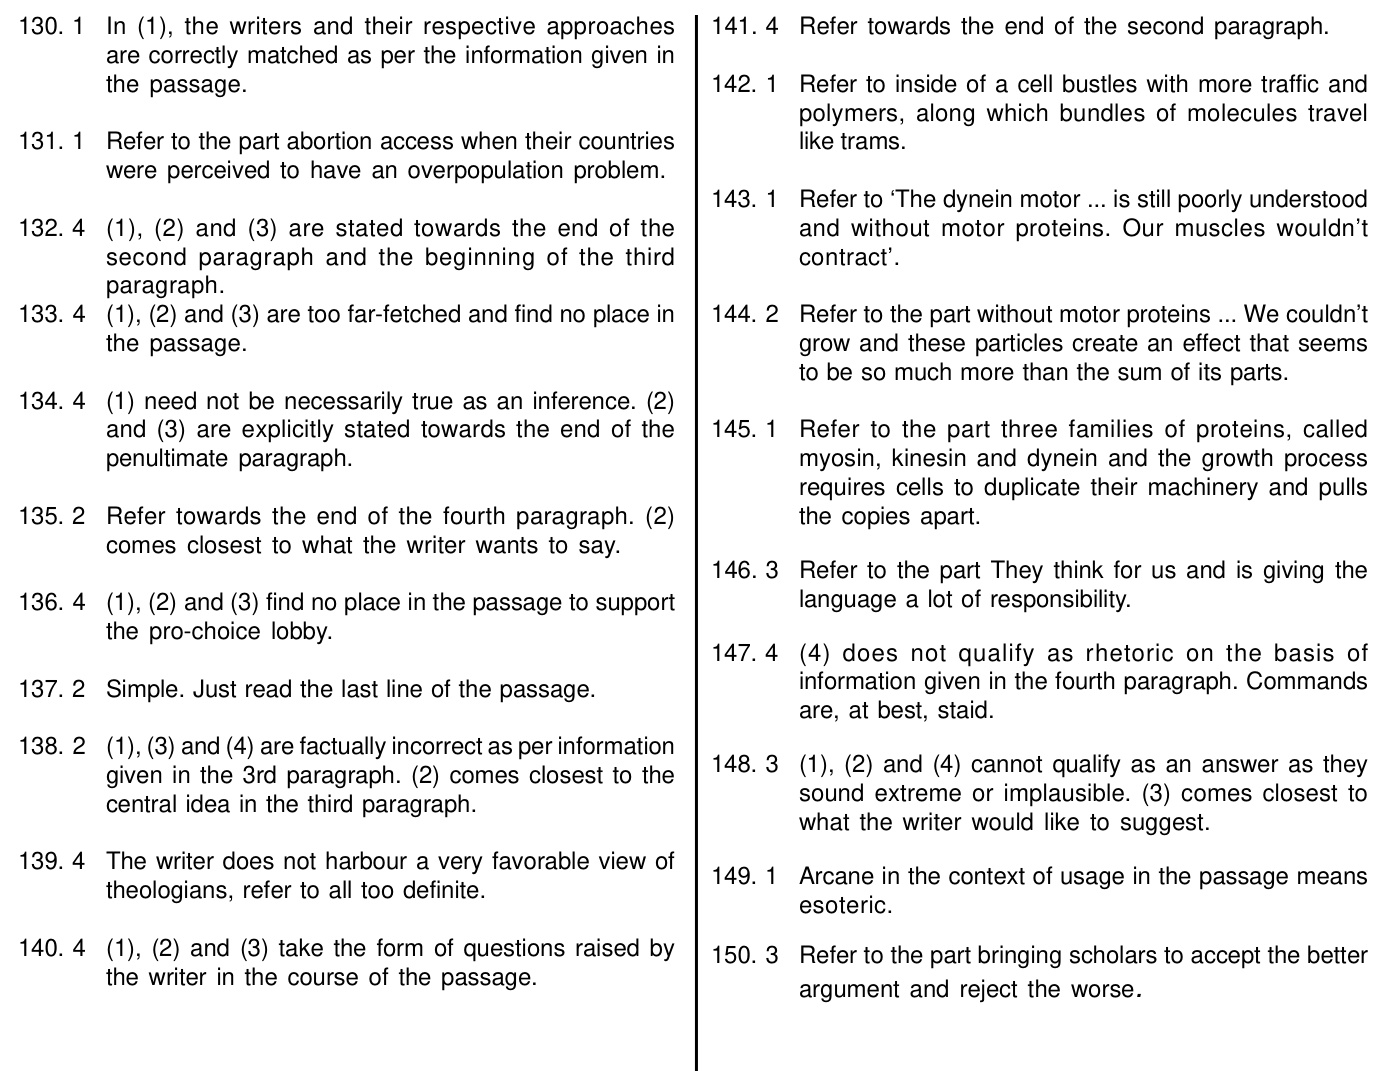 130. 1 In (1), the writers and their respective approaches
are correctly matched as per the information given in
the passage.
131. 1 Refer to the part abortion access when their countries
were perceived to have an overpopulation problem.
132. 4 (1), (2) and (3) are stated towards the end of the
second paragraph and the beginning of the third
paragraph.
133. 4 (1), (2) and (3) are too far-fetched and find no place in
the passage.
134. 4 (1) need not be necessarily true as an inference. (2)
and (3) are explicitly stated towards the end of the
penultimate paragraph.
135. 2 Refer towards the end of the fourth paragraph. (2)
comes closest to what the writer wants to say.
136. 4 (1), (2) and (3) find no place in the passage to support
the pro-choice lobby.
137. 2 Simple. Just read the last line of the passage.
138. 2 (1), (3) and (4) are factually incorrect as per information
given in the 3rd paragraph. (2) comes closest to the
central idea in the third paragraph.
139. 4 The writer does not harbour a very favorable view of
theologians, refer to all too definite.
140. 4 (1), (2) and (3) take the form of questions raised by
the writer in the course of the passage.
141. 4 Refer towards the end of the second paragraph.
142. 1 Refer to inside of a cell bustles with more traffic and
polymers, along which bundles of molecules travel
like trams.
143. 1 Refer to ‘The dynein motor ... is still poorly understood
and without motor proteins. Our muscles wouldn’t
contract’.
144. 2 Refer to the part without motor proteins ... We couldn’t
grow and these particles create an effect that seems
to be so much more than the sum of its parts.
145. 1 Refer to the part three families of proteins, called
myosin, kinesin and dynein and the growth process
requires cells to duplicate their machinery and pulls
the copies apart.
146. 3 Refer to the part They think for us and is giving the
language a lot of responsibility.
147. 4 (4) does not qualify as rhetoric on the basis of
information given in the fourth paragraph. Commands
are, at best, staid.
148. 3 (1), (2) and (4) cannot qualify as an answer as they
sound extreme or implausible. (3) comes closest to
what the writer would like to suggest.
149. 1 Arcane in the context of usage in the passage means
esoteric.
150. 3 Refer to the part bringing scholars to accept the better
argument and reject the worse.